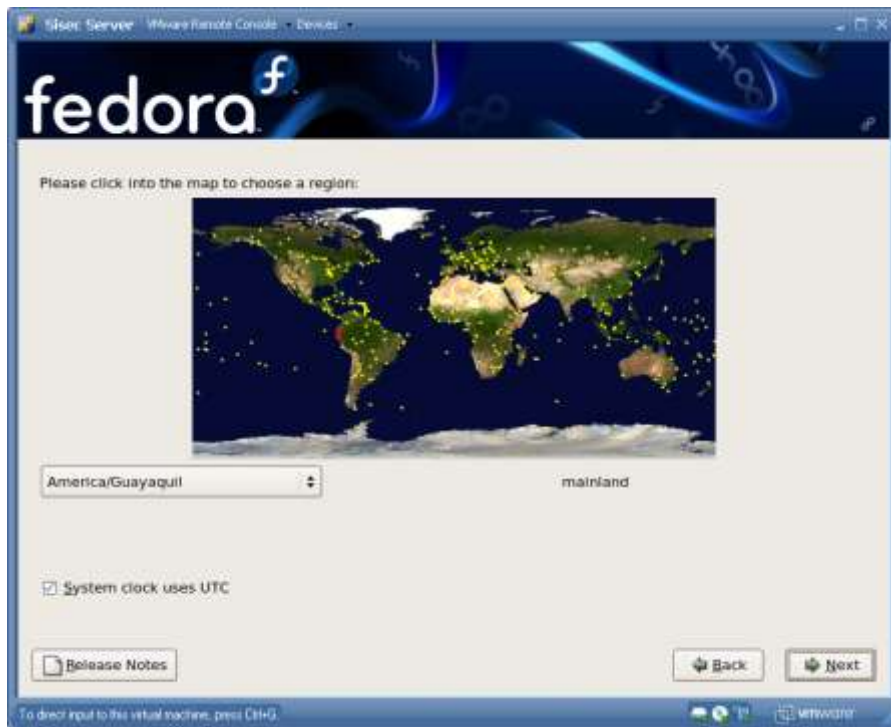 Sisec Server VMware Remote Console Devices
fedora
Please click into the map to choose a region:
America/Guayaquil
mainland
System clock uses UTC
Release Notes
Back
Next
To direct input to this virtual machine, press Ctrl+G.
vmware